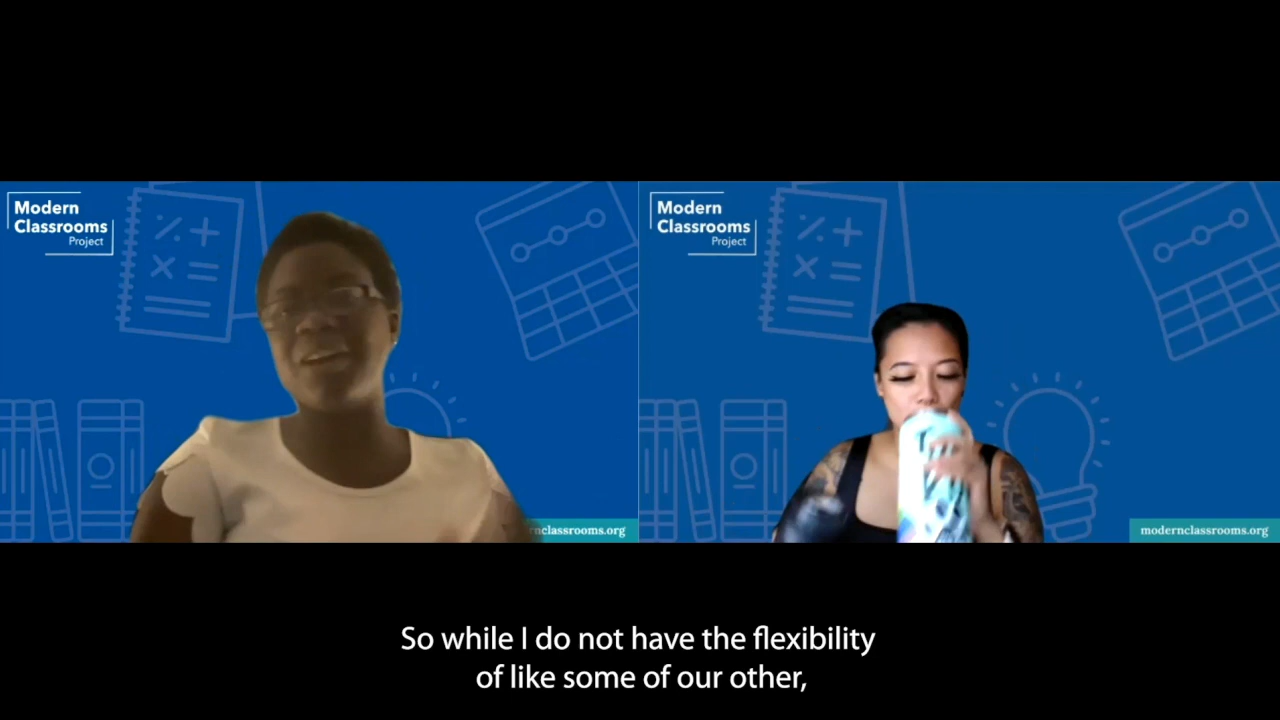 Modern
Classrooms
Project
Modern
Classrooms
Project
rnclassrooms.org
modernclassrooms.org
So while I do not have the flexibility
of like some of our other,